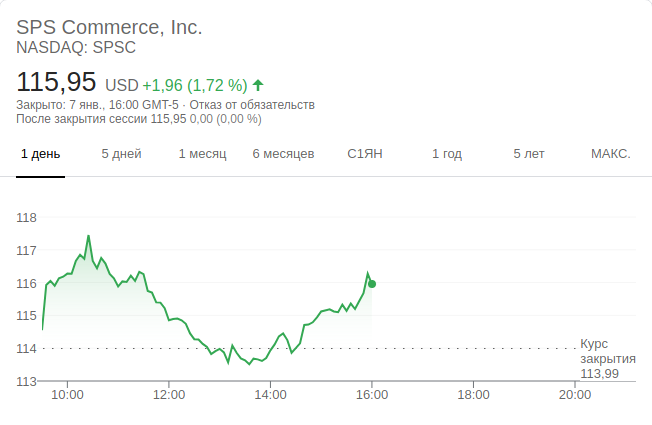 SPS Commerce, Inc.
NASDAQ: SPSC
115,95 USD +1,96 (1,72 %)
Закрыто: 7 янв., 16:00 GMT-5 · Отказ от обязательств
После закрытия сессии 115,95 0,00 (0,00 %)
1 день 5 дней 1 месяц 6 месяцев С1ЯН 1 год 5 лет МАКС.
118
117
116
115
114
Курс
закрытия
113,99
113
10:00 12:00 14:00 16:00 18:00 20:00